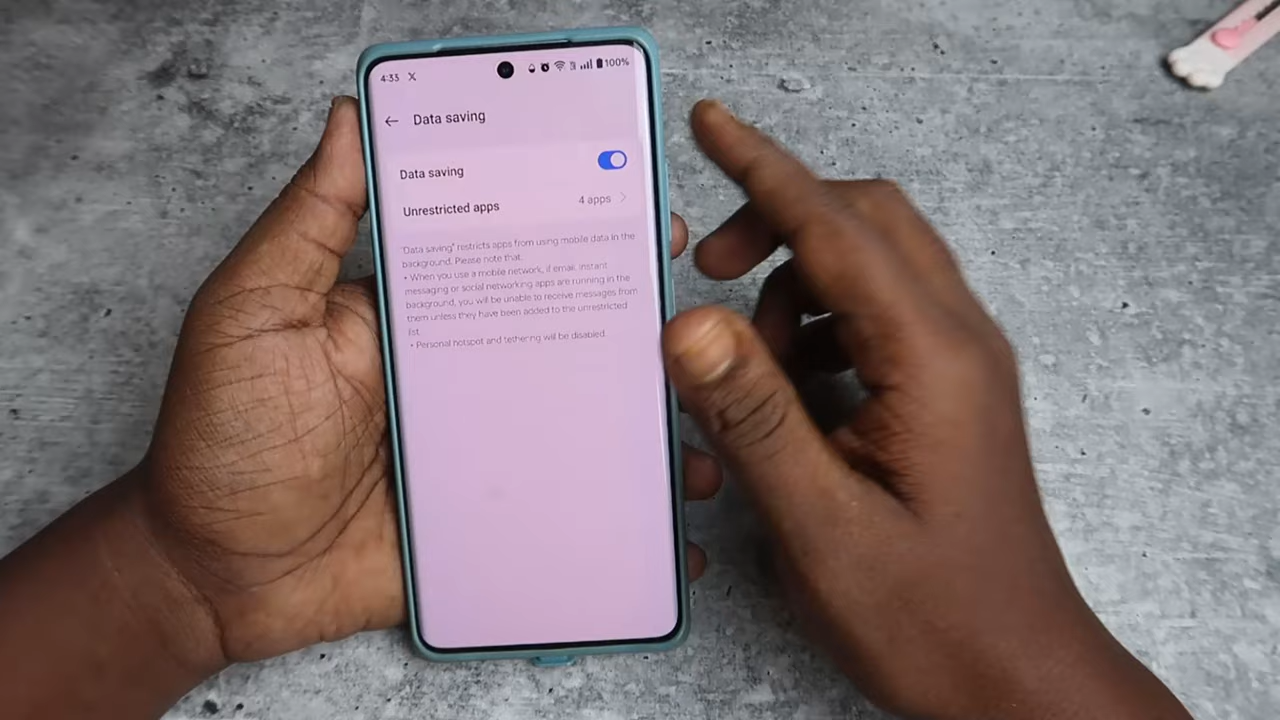 4:33 X 100%
Data saving
Data saving
Unrestricted apps 4 apps
"Data saving" restricts apps from using mobile data in the
background. Please note that:
• When you use a mobile network, if email, instant
messaging or social networking apps are running in the
background, you will be unable to receive messages from
them unless they have been added to the unrestricted
list.
• Personal hotspot and tethering will be disabled.